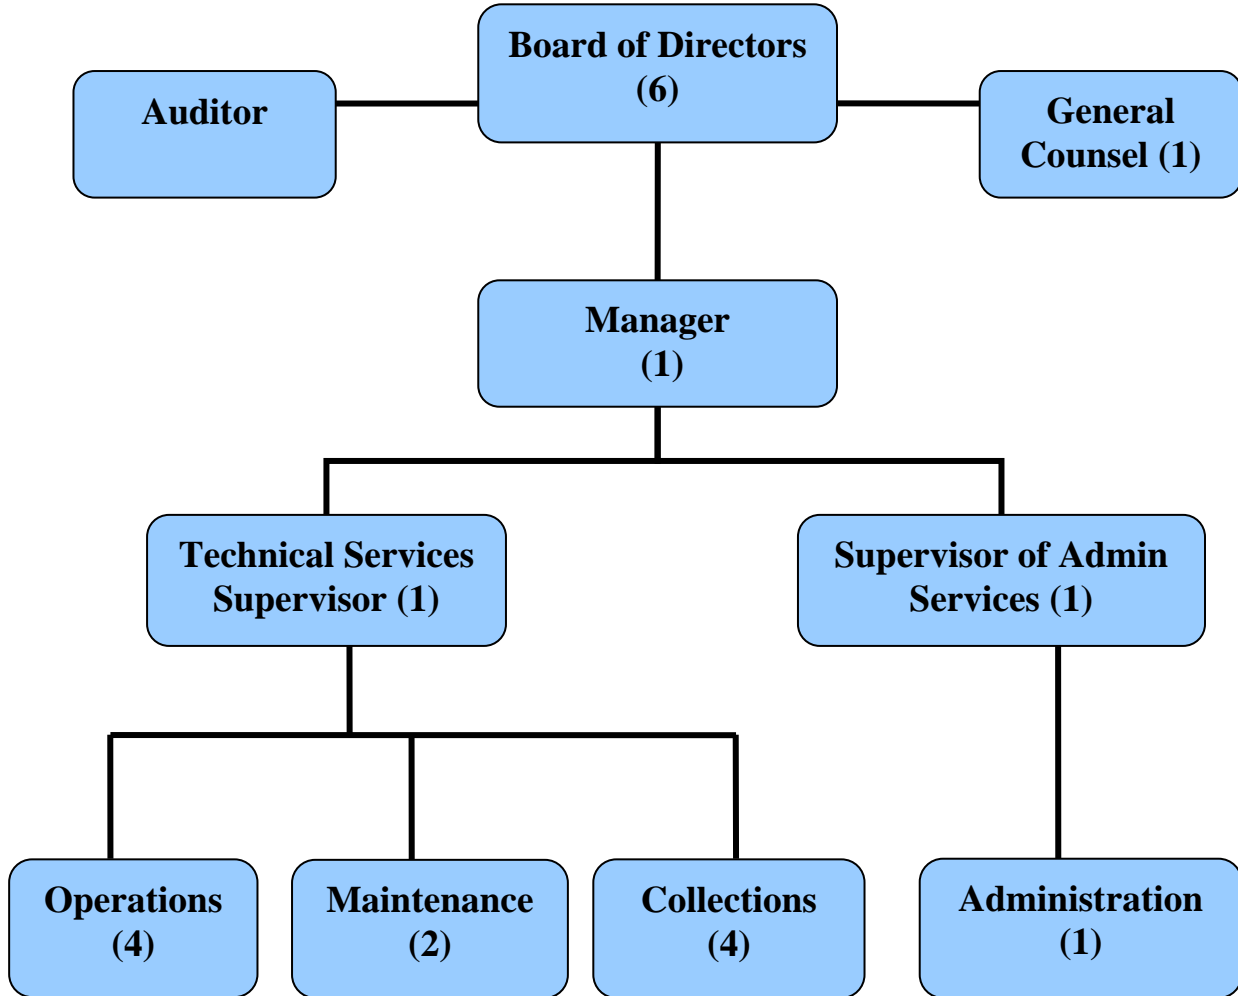 Board of Directors
(6)
Auditor
General
Counsel (1)
Manager
(1)
Technical Services
Supervisor (1)
Supervisor of Admin
Services (1)
Operations
(4)
Maintenance
(2)
Collections
(4)
Administration
(1)